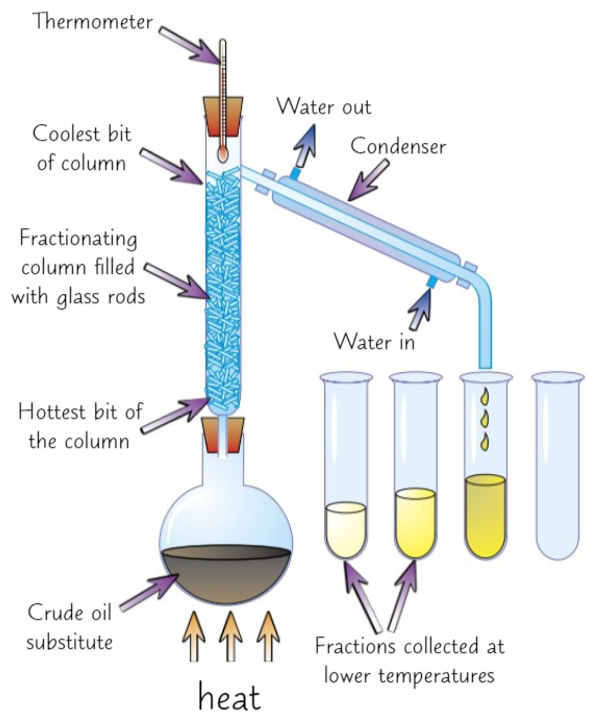 Thermometer
Water out
Coolest bit
of column
Condenser
Fractionating
column filled
with glass rods
Water in
Hottest bit of
the column
Crude oil
substitute
Fractions collected at
lower temperatures
heat